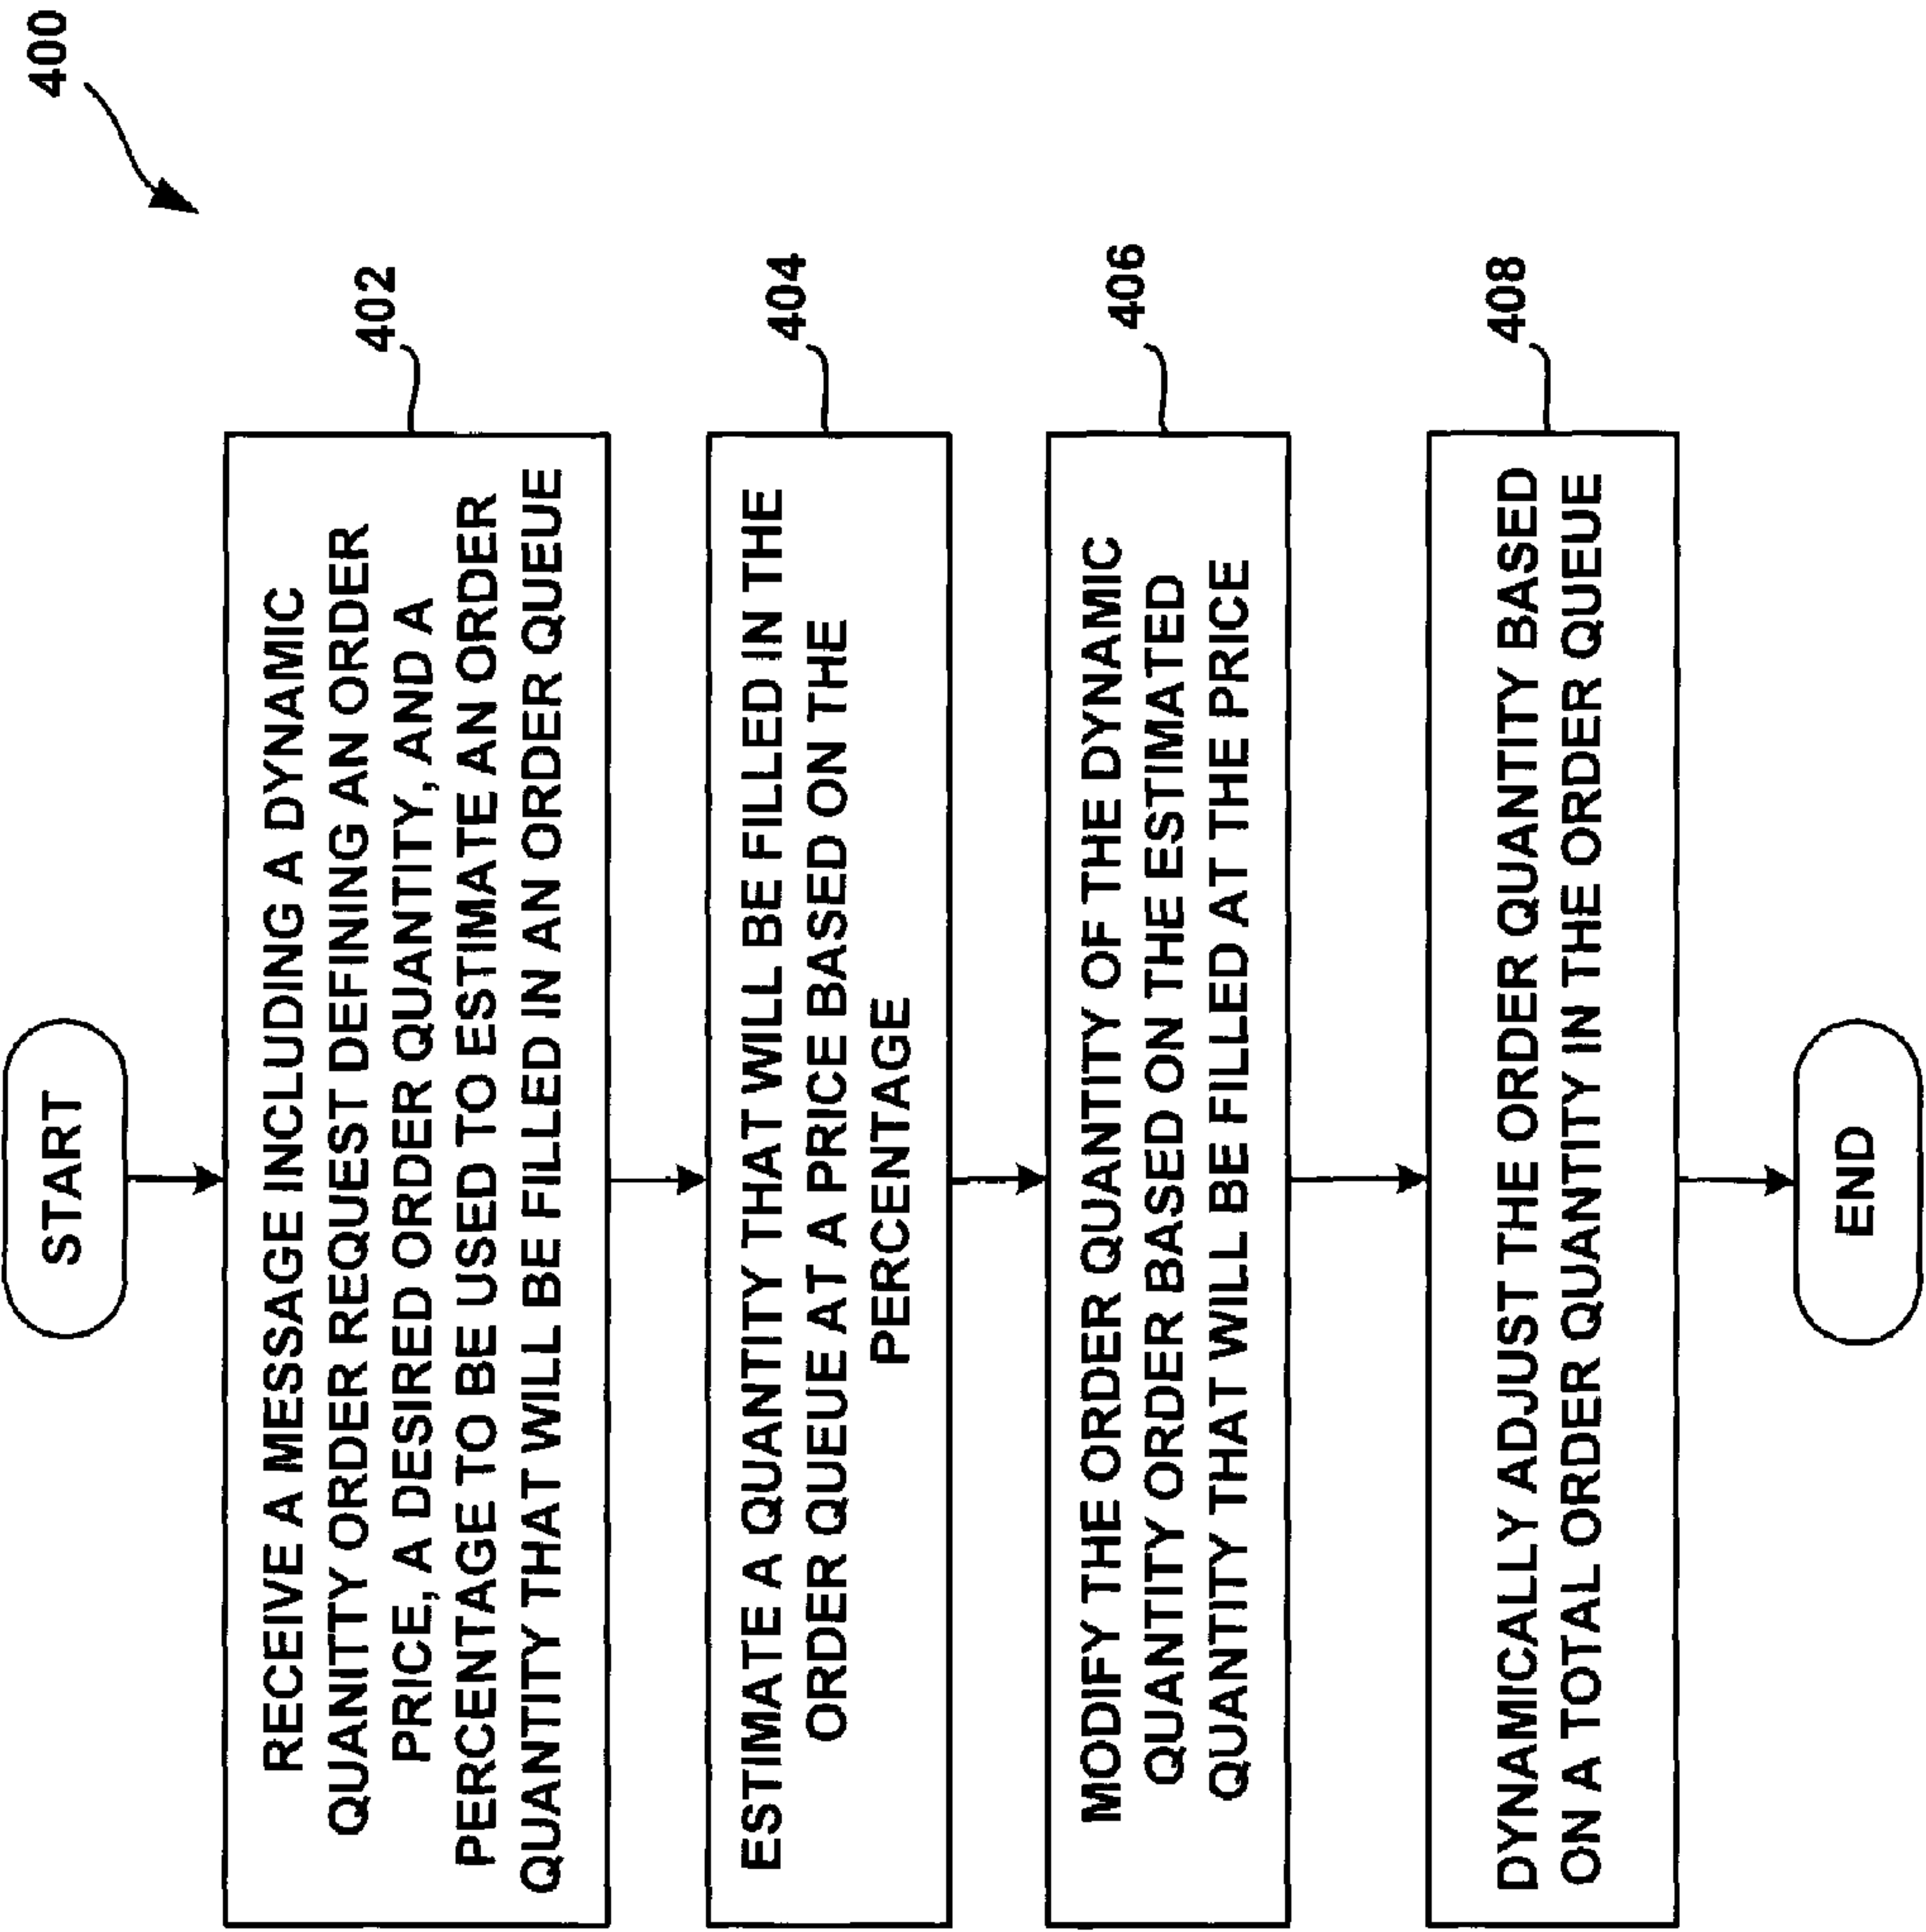 400
START
RECEIVE A MESSAGE INCLUDING A DYNAMIC
QUANITY ORDER REQUEST DEFINING AN ORDER
PRICE, A DESIRED ORDER QUANTITY, AND A
PERCENTAGE TO BE USED TO ESTIMATE AN ORDER
QUANTITY THAT WILL BE FILLED IN AN ORDER QUEUE
402
ESTIMATE A QUANTITY THAT WILL BE FILLED IN THE
ORDER QUEUE AT A PRICE BASED ON THE
PERCENTAGE
404
MODIFY THE ORDER QUANTITY OF THE DYNAMIC
QUANTITY ORDER BASED ON THE ESTIMATED
QUANTITY THAT WILL BE FILLED AT THE PRICE
406
DYNAMICALLY ADJUST THE ORDER QUANTITY BASED
ON A TOTAL ORDER QUANTITY IN THE ORDER QUEUE
408
END